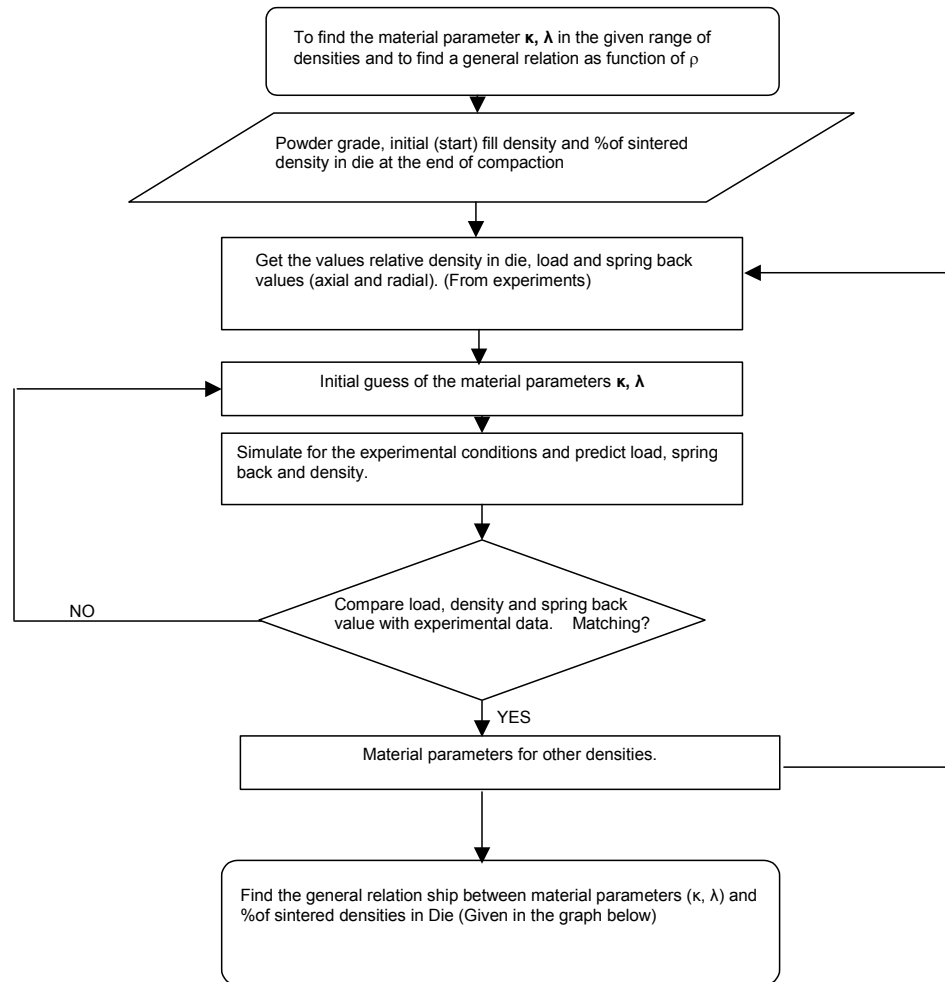 To find the material parameter κ, λ in the given range of
densities and to find a general relation as function of ρ
Powder grade, initial (start) fill density and %of sintered
density in die at the end of compaction
Get the values relative density in die, load and spring back
values (axial and radial). (From experiments)
Initial guess of the material parameters κ, λ
Simulate for the experimental conditions and predict load, spring
back and density.
Compare load, density and spring back
value with experimental data. Matching?
NO
YES
Material parameters for other densities.
Find the general relation ship between material parameters (κ, λ) and
%of sintered densities in Die (Given in the graph below)